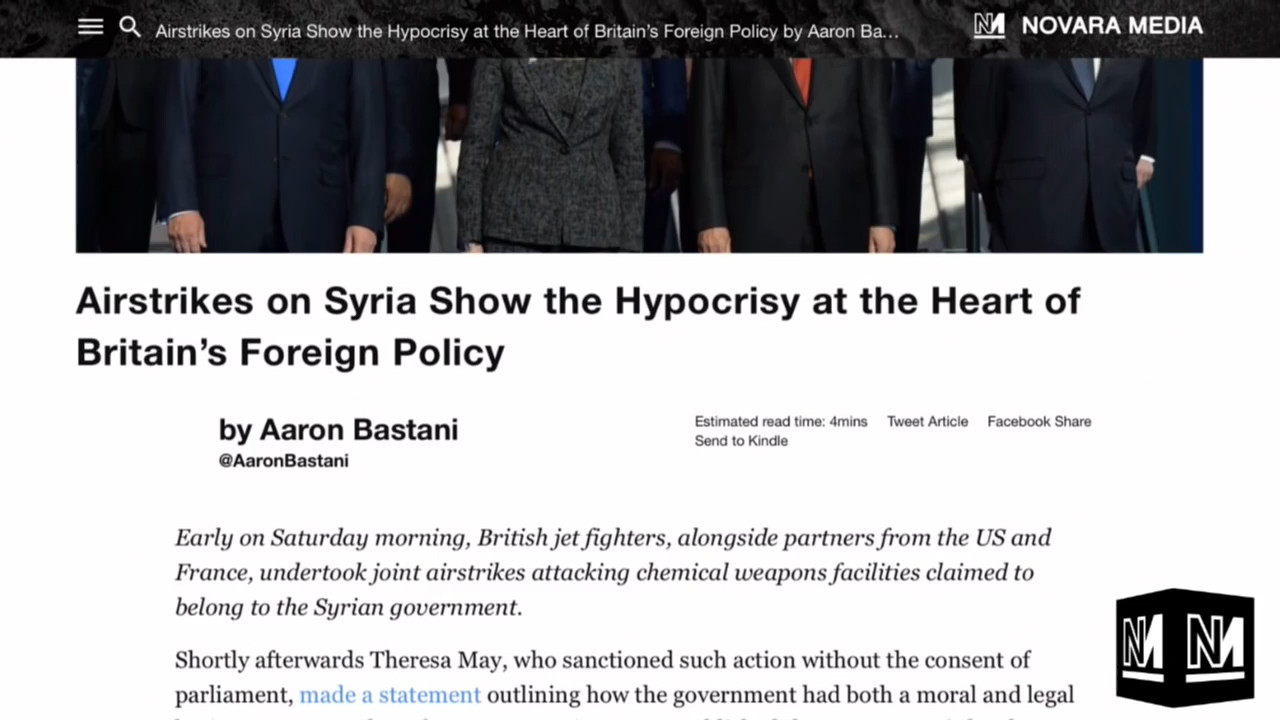 Airstrikes on Syria Show the Hypocrisy at the Heart of Britain's Foreign Policy by Aaron Ba...
NM NOVARA MEDIA
Airstrikes on Syria Show the Hypocrisy at the Heart of
Britain's Foreign Policy
by Aaron Bastani
@AaronBastani
Estimated read time: 4mins Tweet Article Facebook Share
Send to Kindle
Early on Saturday morning, British jet fighters, alongside partners from the US and
France, undertook joint airstrikes attacking chemical weapons facilities claimed to
belong to the Syrian government.
Shortly afterwards Theresa May, who sanctioned such action without the consent of
parliament, made a statement outlining how the government had both a moral and legal
NM NM